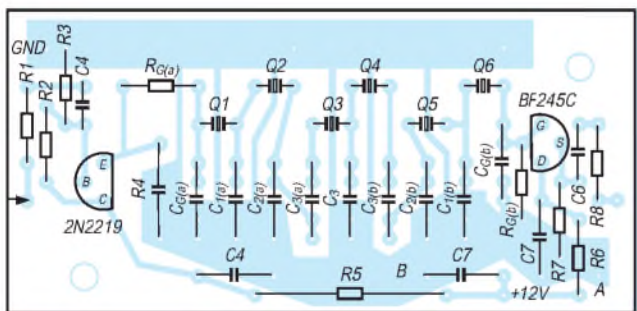 GND
R1
R2
R3
C4
RG(a)
Q1
Q2
Q3
Q4
Q5
Q6
BF245C
G
S
D
E
B
C
2N2219
R4
CG(a)
C1(a)
C2(a)
C3(a)
C3
C3(b)
C2(b)
C1(b)
CG(b)
RG(b)
C6
R8
C4
R5
B
C7
C7
R7
R6
+12V
A